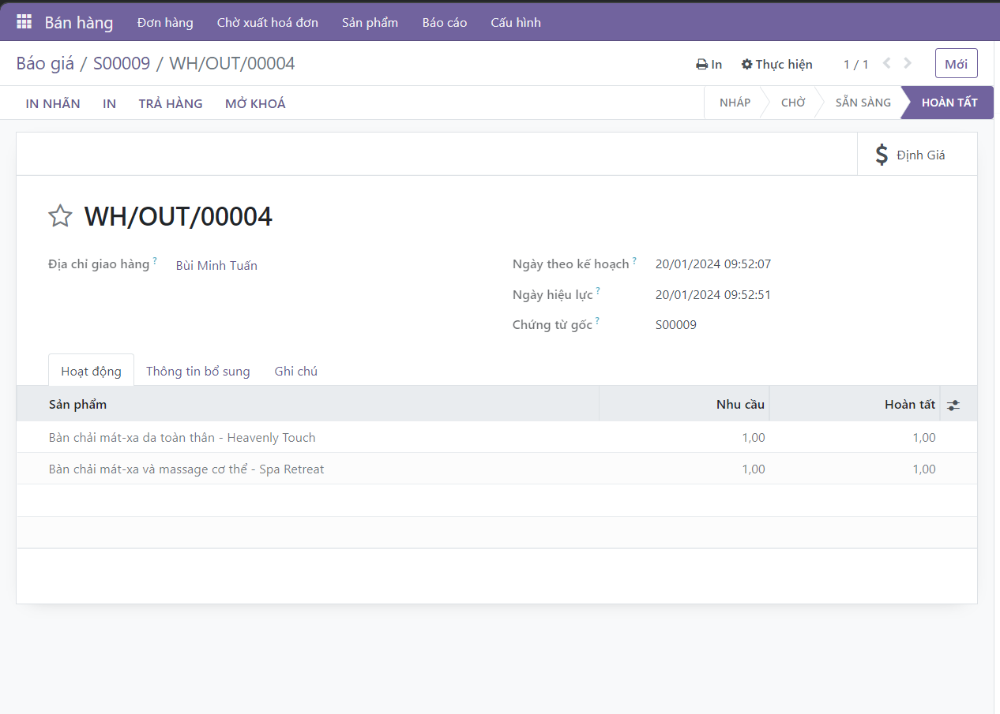 Bán hàng Đơn hàng Chờ xuất hoá đơn Sản phẩm Báo cáo Cấu hình
Báo giá / S00009 / WH/OUT/00004 In Thực hiện 1 / 1 Mới
IN NHÃN IN TRẢ HÀNG MỞ KHOÁ NHÁP CHỜ SẴN SÀNG HOÀN TẤT
$ Định Giá
WH/OUT/00004
Địa chỉ giao hàng ? Bùi Minh Tuấn Ngày theo kế hoạch ? 20/01/2024 09:52:07
Ngày hiệu lực ? 20/01/2024 09:52:51
Chứng từ gốc ? S00009
Hoạt động Thông tin bổ sung Ghi chú
Sản phẩm Nhu cầu Hoàn tất
Bàn chải mát-xa da toàn thân - Heavenly Touch 1,00 1,00
Bàn chải mát-xa và massage cơ thể - Spa Retreat 1,00 1,00